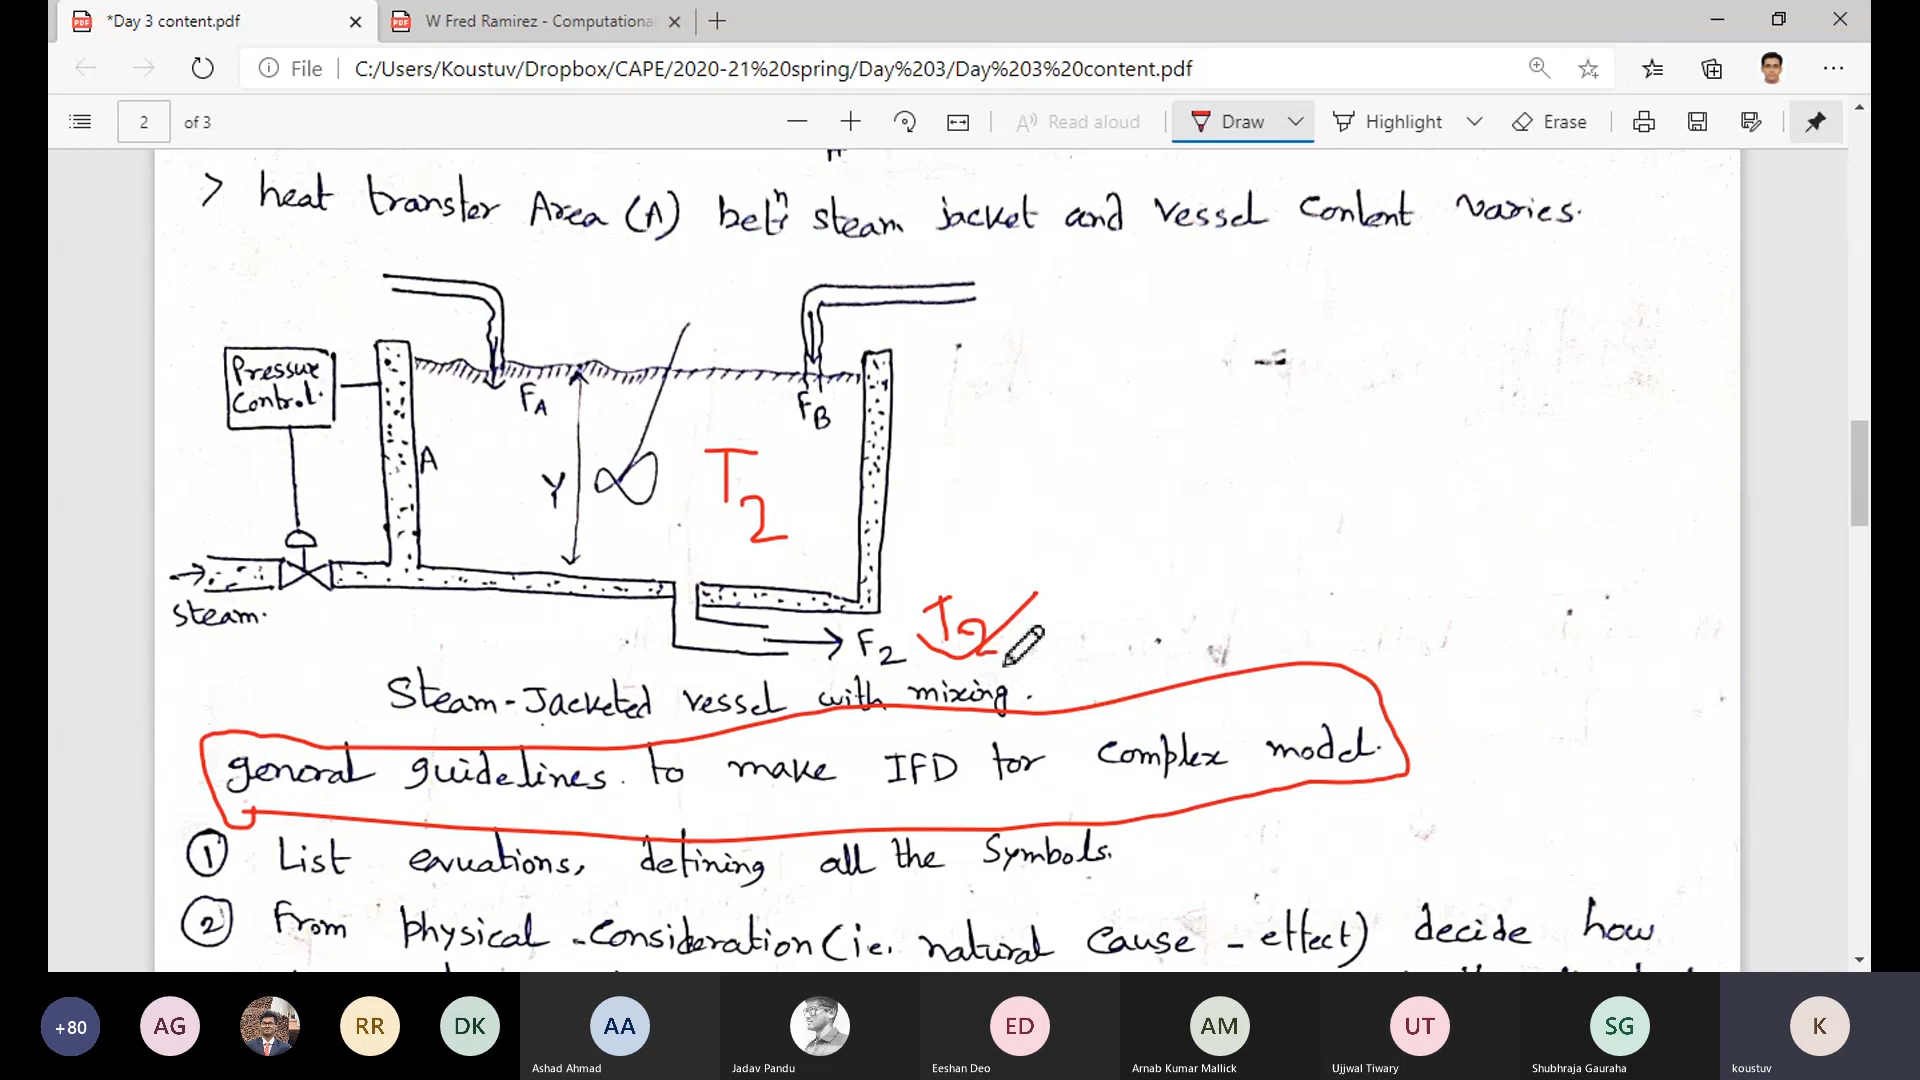 *Day 3 content.pdf
W Fred Ramirez - Computational
File
C:/Users/Koustuv/Dropbox/CAPE/2020-21%20spring/Day%203/Day%203%20content.pdf
2 of 3
Read aloud
Draw
Highlight
Erase
> heat transfer Area (A) betⁿ steam jacket and vessel content varies.
Pressure
Control.
FA
FB
A
Y
T2
steam.
F2 T2
Steam-Jacketed vessel with mixing.
general guidelines. to make IFD for complex model.
① List equations, defining all the Symbols.
② From physical -consideration (ie. natural cause - effect) decide how
+80
AG
RR
DK
AA
ED
AM
UT
SG
K
Ashad Ahmad
Jadav Pandu
Eeshan Deo
Arnab Kumar Mallick
Ujjwal Tiwary
Shubhraja Gauraha
koustuv